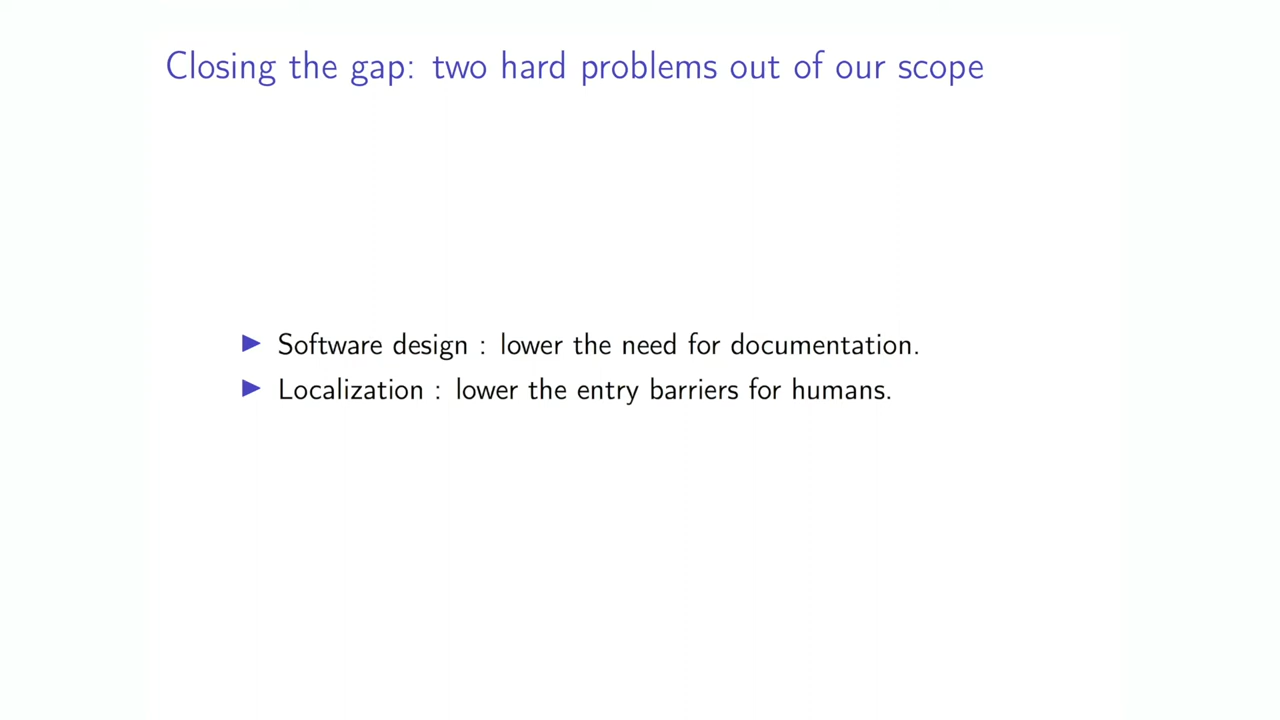 Closing the gap: two hard problems out of our scope
▶ Software design : lower the need for documentation.
▶ Localization : lower the entry barriers for humans.